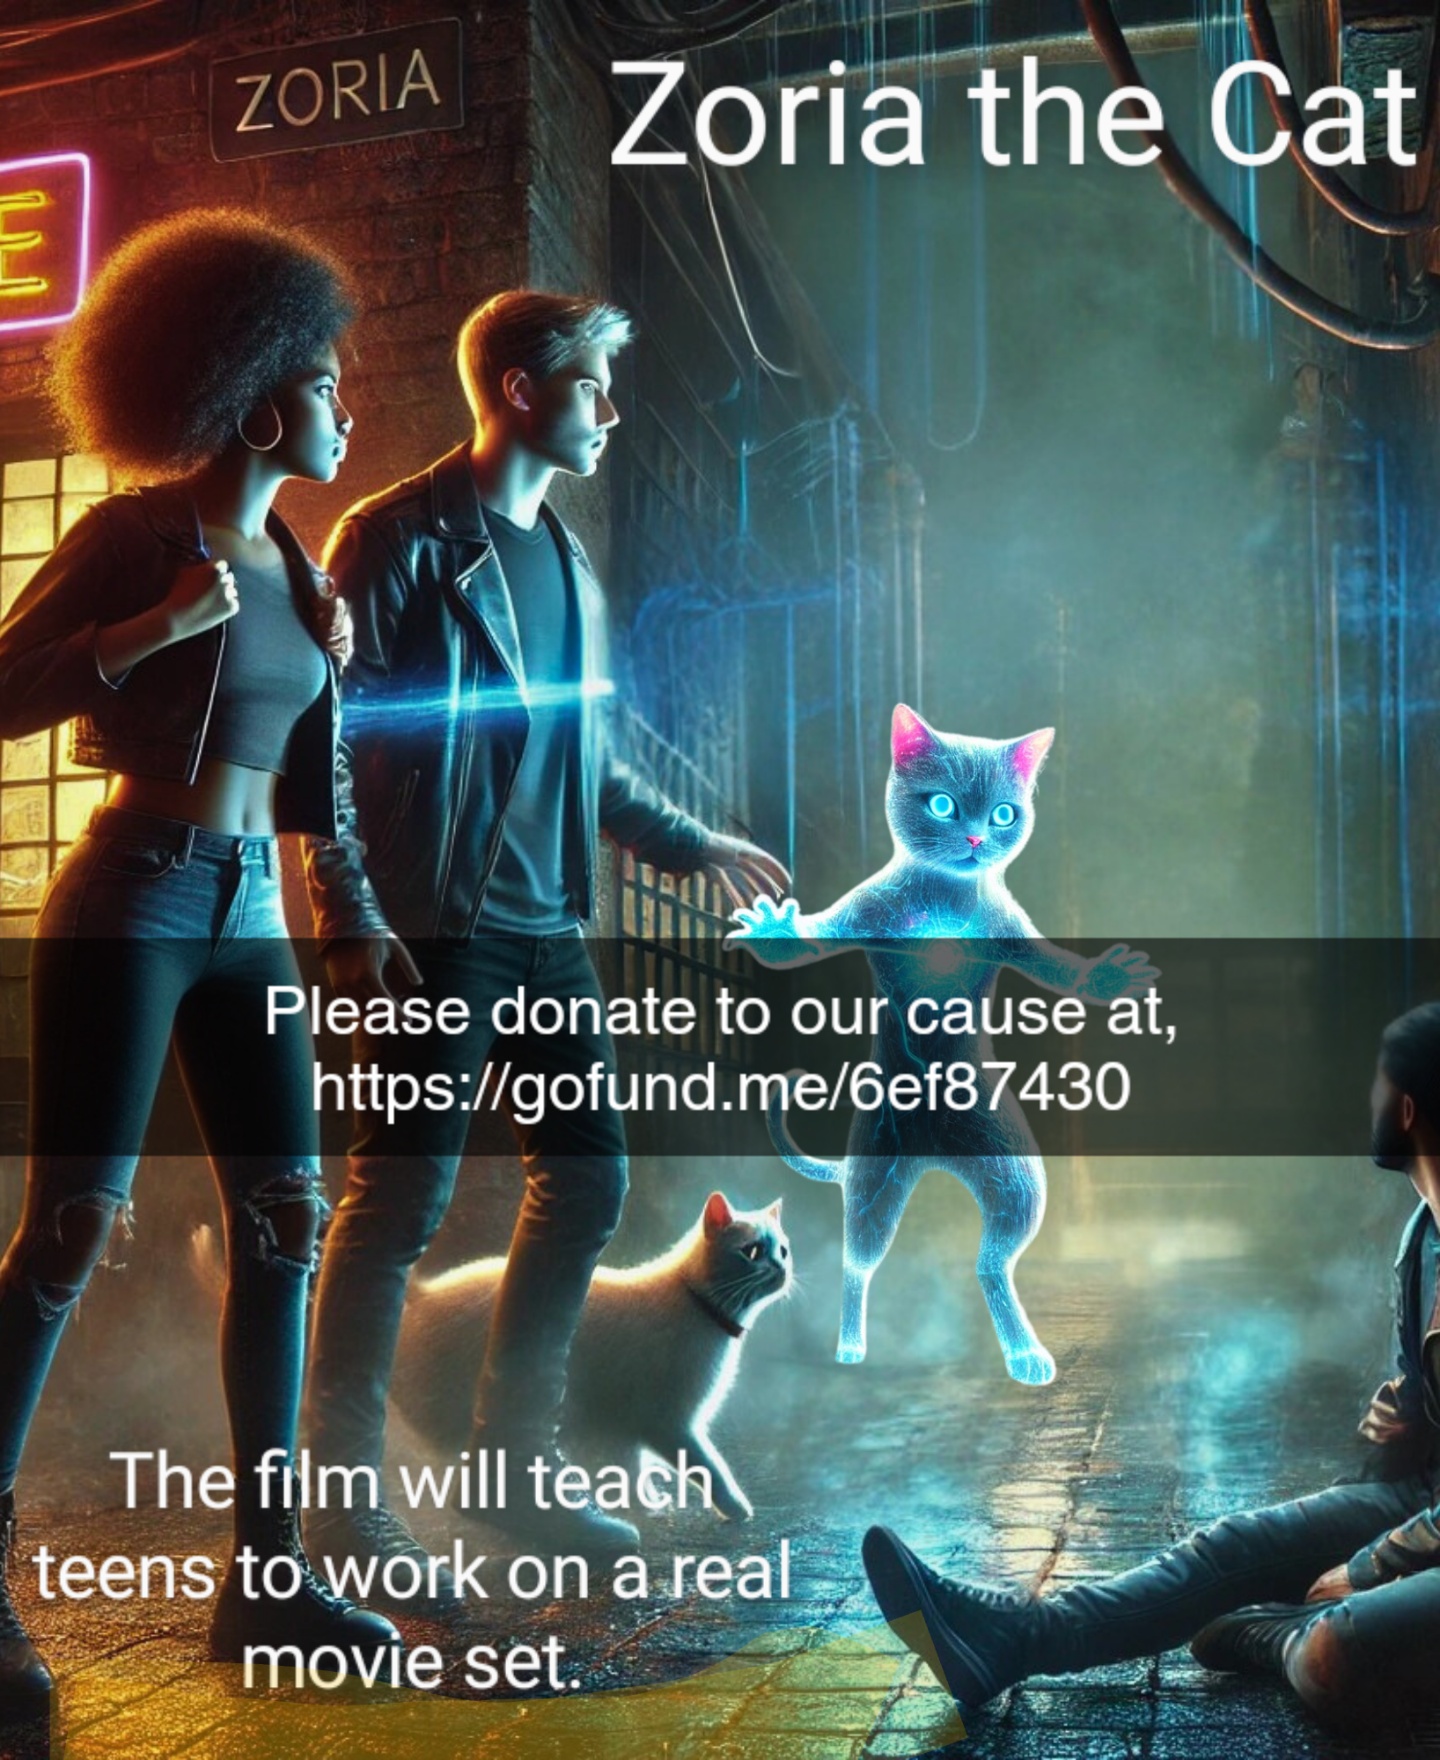 ZORIA
Zoria the Cat
E
Please donate to our cause at,
https://gofund.me/6ef87430
The film will teach
teens to work on a real
movie set.